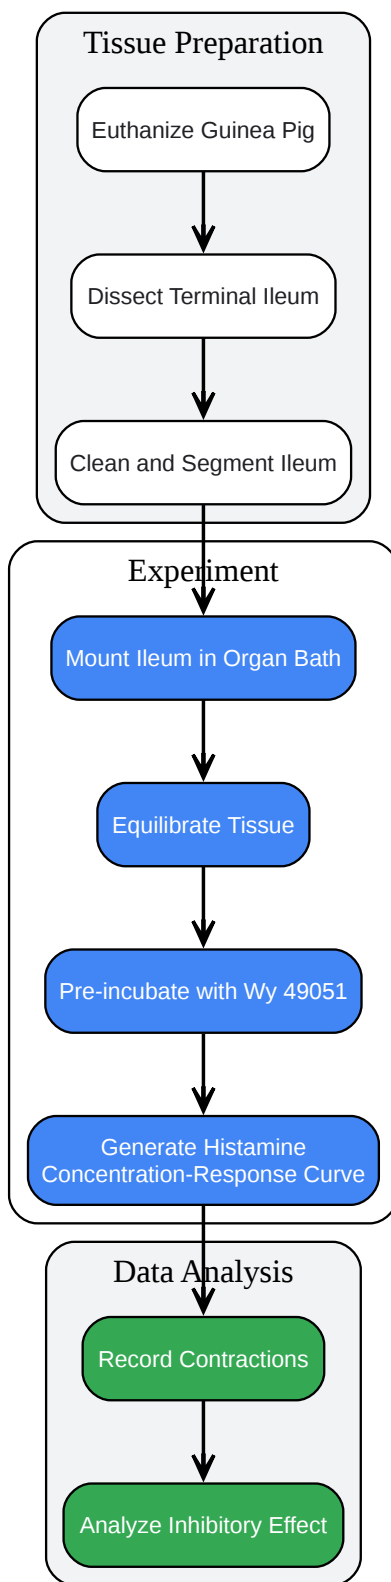 Tissue Preparation
Euthanize Guinea Pig
Dissect Terminal Ileum
Clean and Segment Ileum
Experiment
Mount Ileum in Organ Bath
Equilibrate Tissue
Pre-incubate with Wy 49051
Generate Histamine
Concentration-Response Curve
Data Analysis
Record Contractions
Analyze Inhibitory Effect